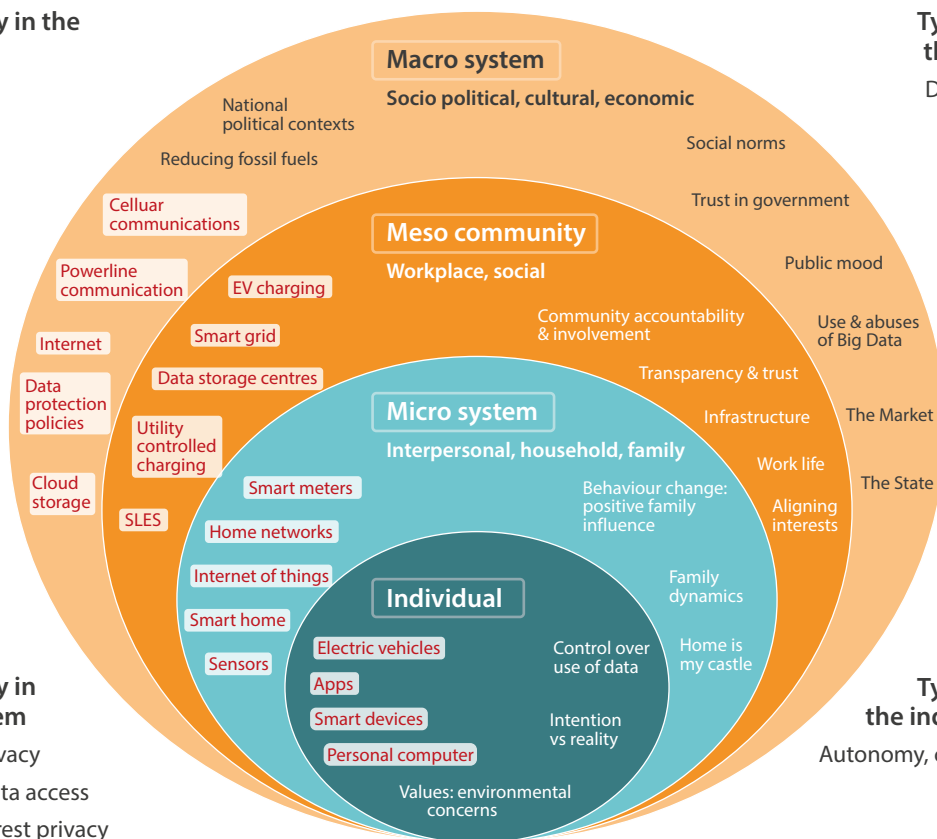 y in the
Ty
th
D
Macro system
Socio political, cultural, economic
National
political contexts
Reducing fossil fuels
Social norms
Trust in government
Public mood
Use & abuses
of Big Data
The Market
The State
Celluar
communications
Powerline
communication
Internet
Data
protection
policies
Cloud
storage
Meso community
Workplace, social
EV charging
Smart grid
Data storage centres
Utility
controlled
charging
SLES
Community accountability
& involvement
Transparency & trust
Infrastructure
Work life
Aligning
interests
Micro system
Interpersonal, household, family
Smart meters
Home networks
Internet of things
Smart home
Sensors
Behaviour change:
positive family
influence
Family
dynamics
Home is
my castle
Individual
Electric vehicles
Apps
Smart devices
Personal computer
Control over
use of data
Intention
vs reality
Values: environmental
concerns
y in
em
vacy
ta access
rest privacy
Ty
the inc
Autonomy, c